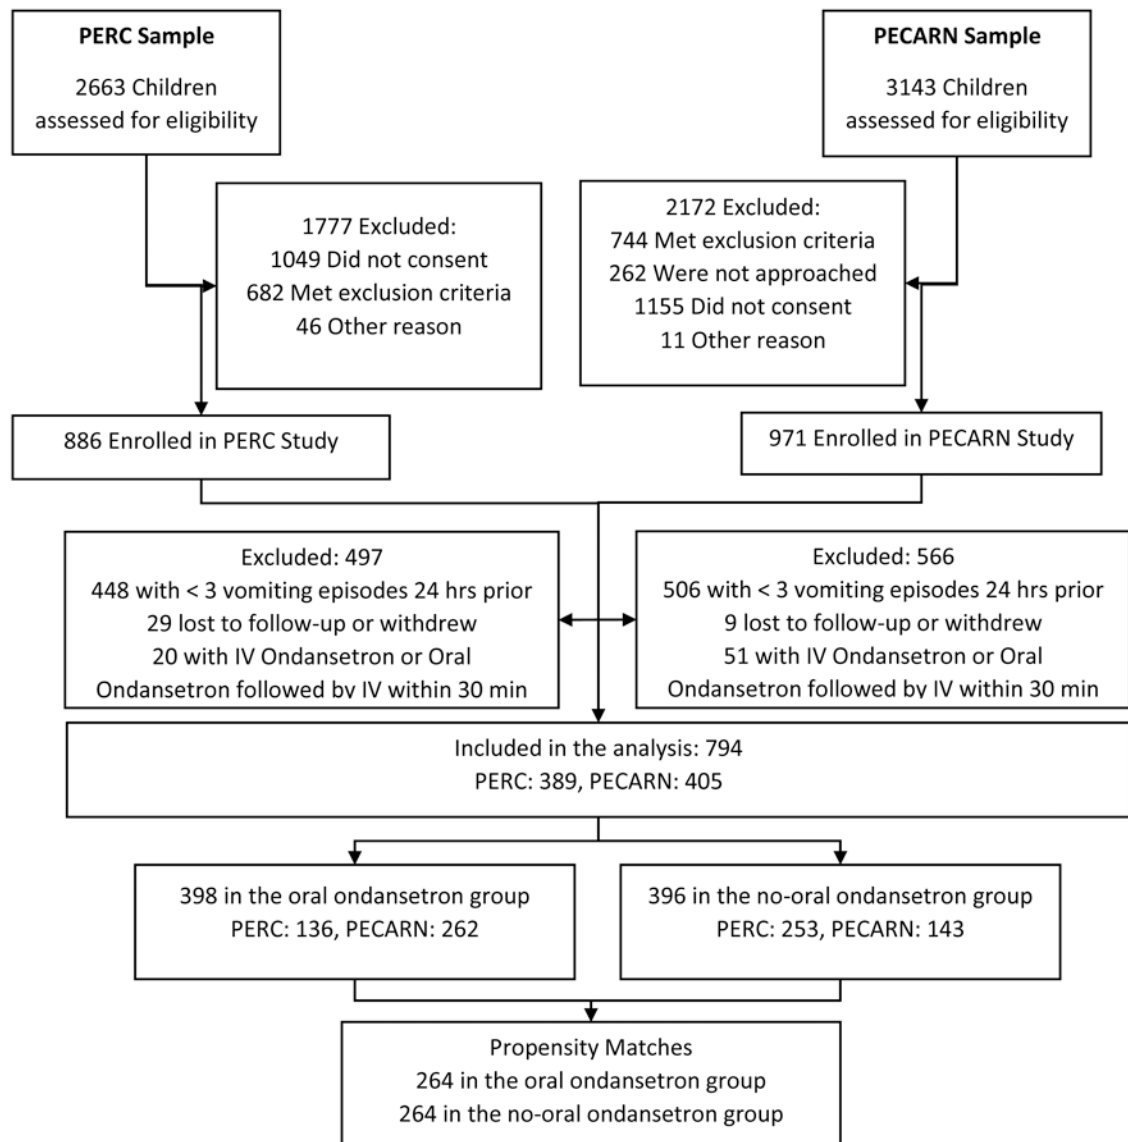 PERC Sample
2663 Children
assessed for eligibility
PECARN Sample
3143 Children
assessed for eligibility
1777 Excluded:
1049 Did not consent
682 Met exclusion criteria
46 Other reason
2172 Excluded:
744 Met exclusion criteria
262 Were not approached
1155 Did not consent
11 Other reason
886 Enrolled in PERC Study
971 Enrolled in PECARN Study
Excluded: 497
448 with < 3 vomiting episodes 24 hrs prior
29 lost to follow-up or withdrew
20 with IV Ondansetron or Oral
Ondansetron followed by IV within 30 min
Excluded: 566
506 with < 3 vomiting episodes 24 hrs prior
9 lost to follow-up or withdrew
51 with IV Ondansetron or Oral
Ondansetron followed by IV within 30 min
Included in the analysis: 794
PERC: 389, PECARN: 405
398 in the oral ondansetron group
PERC: 136, PECARN: 262
396 in the no-oral ondansetron group
PERC: 253, PECARN: 143
Propensity Matches
264 in the oral ondansetron group
264 in the no-oral ondansetron group